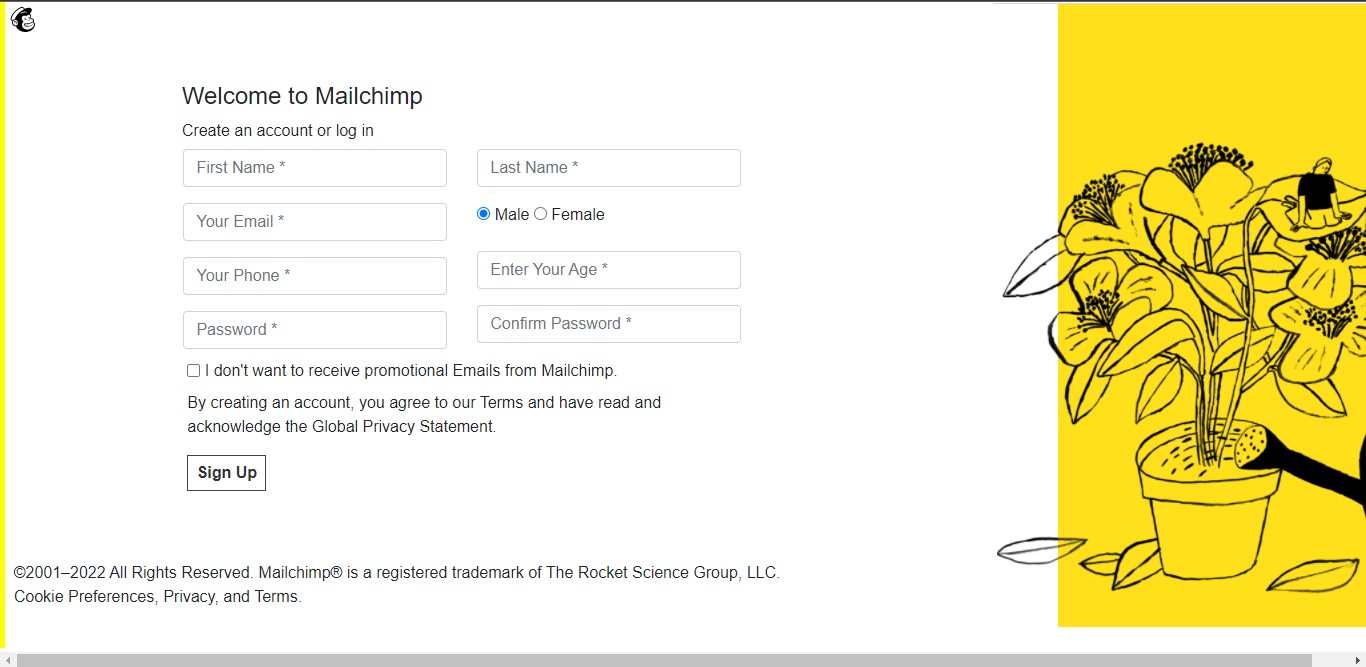 Welcome to Mailchimp
Create an account or log in
First Name *
Last Name *
Your Email *
Male Female
Your Phone *
Enter Your Age *
Password *
Confirm Password *
I don't want to receive promotional Emails from Mailchimp.
By creating an account, you agree to our Terms and have read and
acknowledge the Global Privacy Statement.
Sign Up
©2001–2022 All Rights Reserved. Mailchimp® is a registered trademark of The Rocket Science Group, LLC.
Cookie Preferences, Privacy, and Terms.